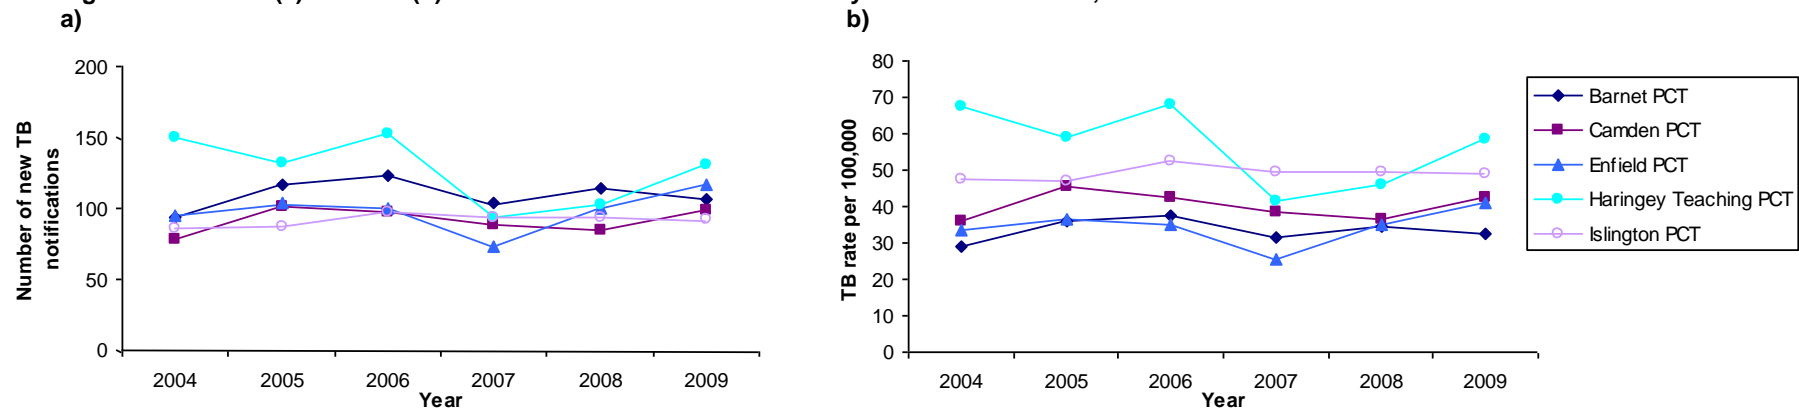 a)
b)
200
150
100
50
0
Number of new TB
notifications
2004 2005 2006 2007 2008 2009
Year
80
70
60
50
40
30
20
10
0
TB rate per 100,000
2004 2005 2006 2007 2008 2009
Year
Barnet PCT
Camden PCT
Enfield PCT
Haringey Teaching PCT
Islington PCT